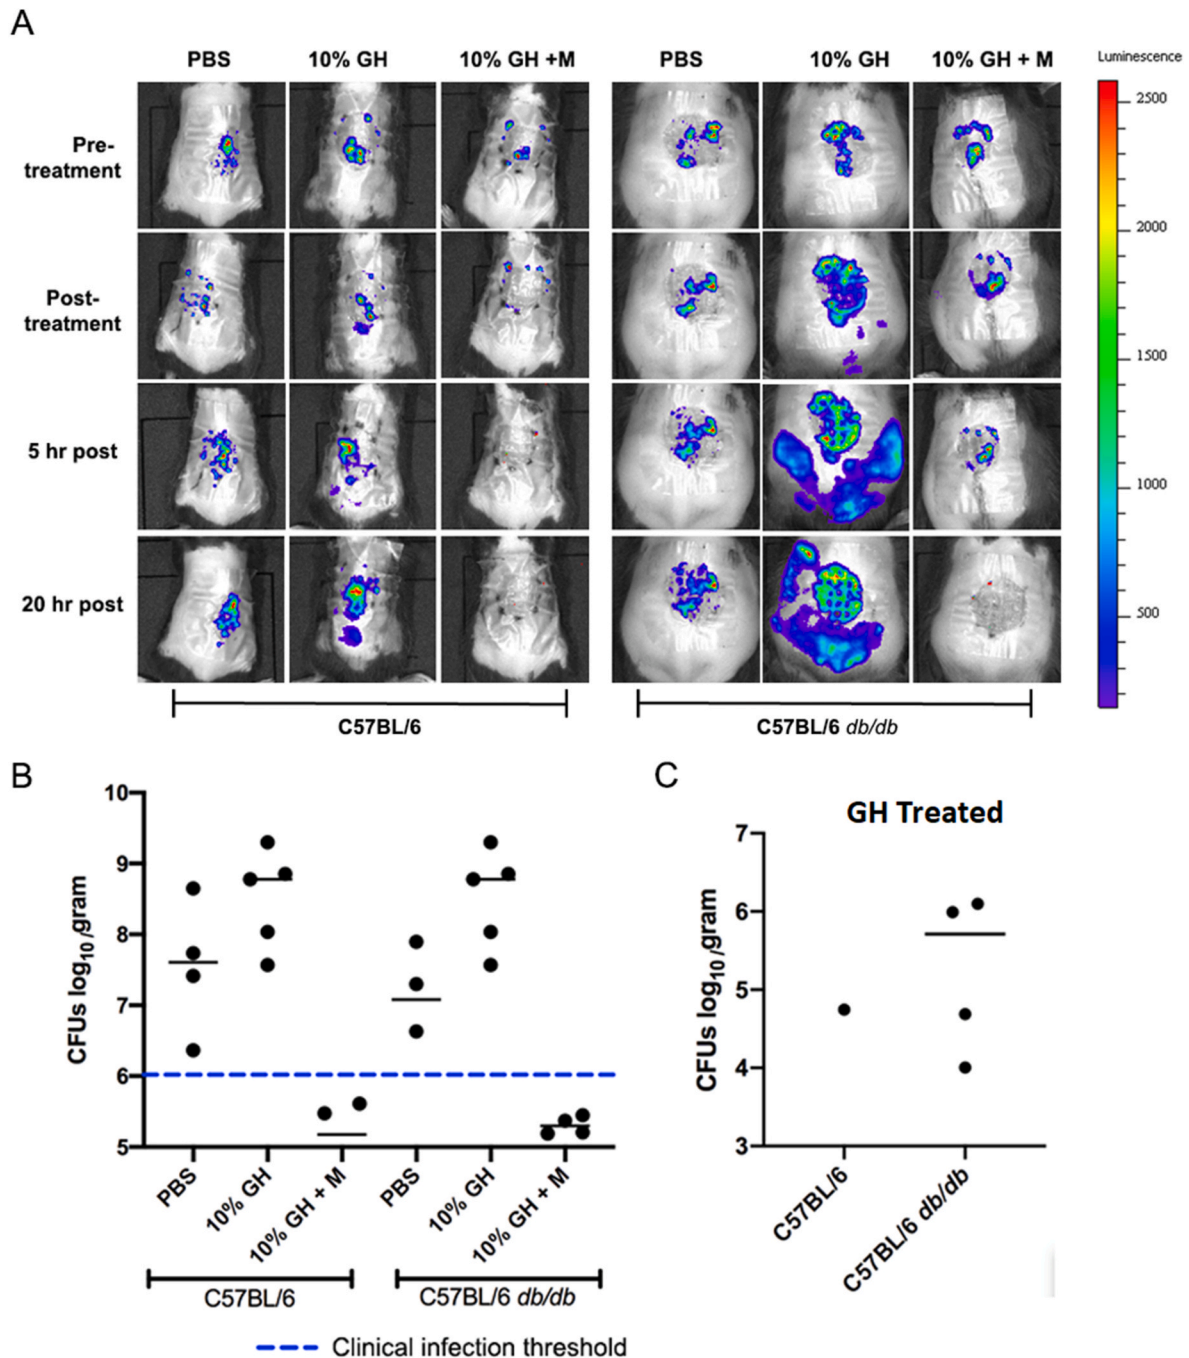 A
PBS 10% GH 10% GH +M PBS 10% GH 10% GH + M
Luminescence
Pre-
treatment
Post-
treatment
5 hr post
20 hr post
2500
2000
1500
1000
500
C57BL/6 C57BL/6 db/db
B
CFUs log10/gram
10
9
8
7
6
5
PBS
10% GH
10% GH + M
PBS
10% GH
10% GH + M
C57BL/6 C57BL/6 db/db
Clinical infection threshold
C
GH Treated
CFUs log10/gram
7
6
5
4
3
C57BL/6
C57BL/6 db/db